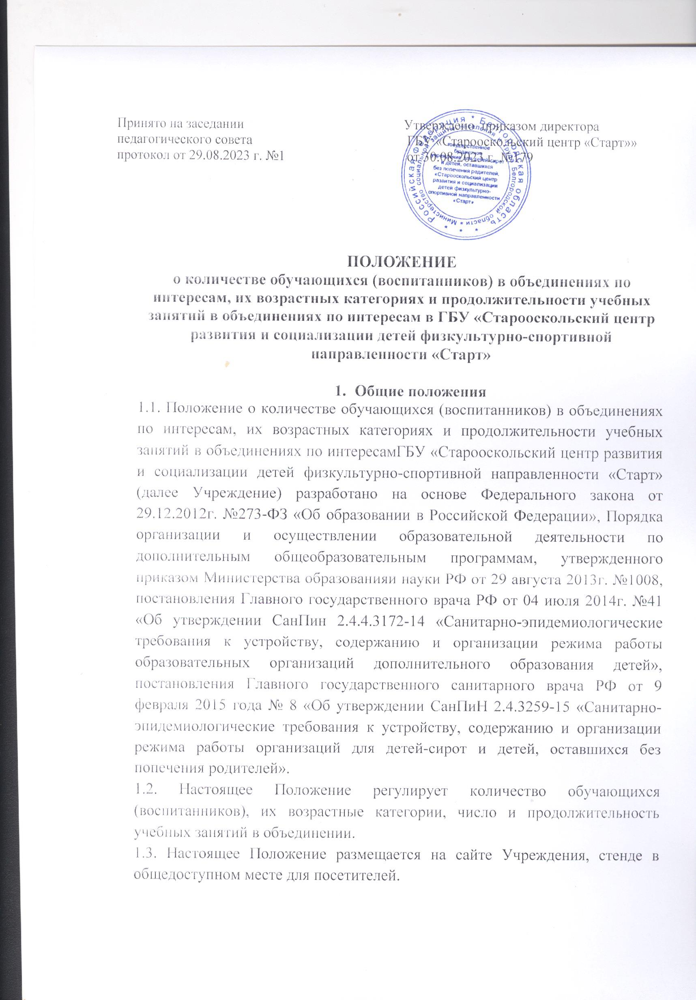 Принято на заседании
педагогического совета
протокол от 29.08.2023 г. №1
Утверждено приказом директора
ГБУ «Старооскольский центр «Старт»»
от 30.08.2023 г. №179
Российская Федерация * Белгородская область
Министерство социальной защиты населения и труда Белгородской области
государственное
бюджетное
учреждение для детей-сирот
и детей, оставшихся
без попечения родителей,
«Старооскольский центр
развития и социализации
детей физкультурно-
спортивной направленности
«Старт»
ПОЛОЖЕНИЕ
о количестве обучающихся (воспитанников) в объединениях по
интересам, их возрастных категориях и продолжительности учебных
занятий в объединениях по интересам в ГБУ «Старооскольский центр
развития и социализации детей физкультурно-спортивной
направленности «Старт»
1. Общие положения
1.1. Положение о количестве обучающихся (воспитанников) в объединениях
по интересам, их возрастных категориях и продолжительности учебных
занятий в объединениях по интересамГБУ «Старооскольский центр развития
и социализации детей физкультурно-спортивной направленности «Старт»
(далее Учреждение) разработано на основе Федерального закона от
29.12.2012г. №273-ФЗ «Об образовании в Российской Федерации», Порядка
организации и осуществлении образовательной деятельности по
дополнительным общеобразовательным программам, утвержденного
приказом Министерства образованияи науки РФ от 29 августа 2013г. №1008,
постановления Главного государственного врача РФ от 04 июля 2014г. №41
«Об утверждении СанПин 2.4.4.3172-14 «Санитарно-эпидемиологические
требования к устройству, содержанию и организации режима работы
образовательных организаций дополнительного образования детей»,
постановления Главного государственного санитарного врача РФ от 9
февраля 2015 года № 8 «Об утверждении СанПиН 2.4.3259-15 «Санитарно-
эпидемиологические требования к устройству, содержанию и организации
режима работы организаций для детей-сирот и детей, оставшихся без
попечения родителей».
1.2. Настоящее Положение регулирует количество обучающихся
(воспитанников), их возрастные категории, число и продолжительность
учебных занятий в объединении.
1.3. Настоящее Положение размещается на сайте Учреждения, стенде в
общедоступном месте для посетителей.